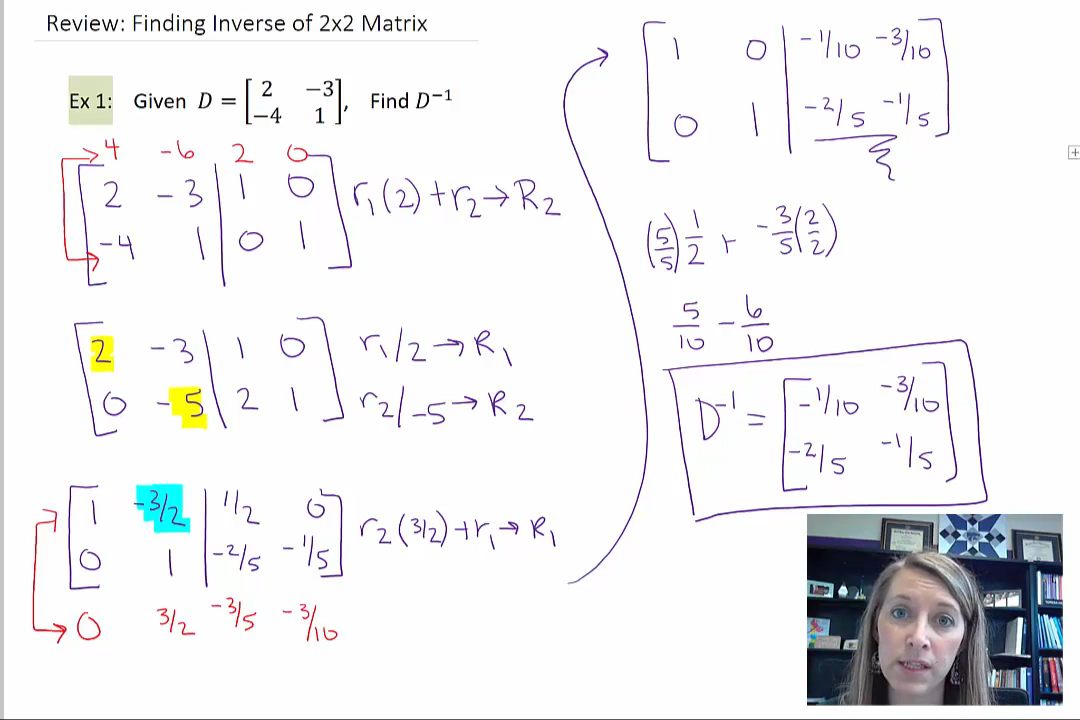 Review: Finding Inverse of 2x2 Matrix
Ex 1: Given D = [2 −3
−4 1], Find D⁻¹
4 -6 2 0
[2 -3 | 1 0
-4 1 | 0 1]
r₁(2)+r₂→R₂
[2 -3 | 1 0
0 -5 | 2 1]
r₁/2→R₁
r₂/-5→R₂
[1 -3/2 | 1/2 0
0 1 | -2/5 -1/5]
r₂(3/2)+r₁→R₁
0 3/2 -3/5 -3/10
[1 0 | -1/10 -3/10
0 1 | -2/5 -1/5]
(5/5) 1/2 + -3/5 (2/2)
5/10 - 6/10
D⁻¹ = [-1/10 -3/10
-2/5 -1/5]